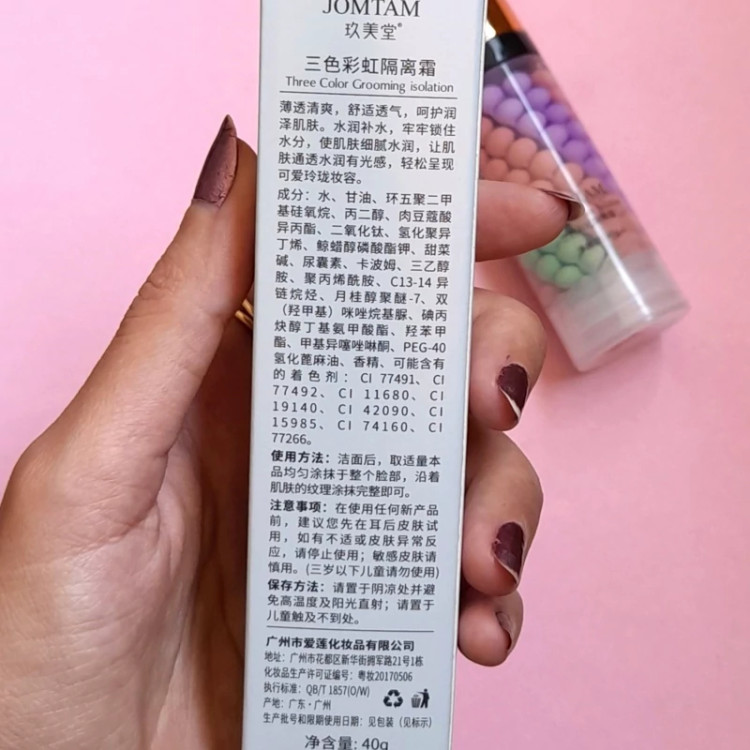 JOMTAM
玖美堂®
三色彩虹隔离霜
Three Color Grooming isolation
薄透清爽，舒适透气，呵护润
泽肌肤。水润补水，牢牢锁住
水分，使肌肤细腻水润，让肌
肤通透水润有光感，轻松呈现
可爱玲珑妆容。
成分：水、甘油、环五聚二甲
基硅氧烷、丙二醇、肉豆蔻酸
异丙酯、二氧化钛、氢化聚异
丁烯、鲸蜡醇磷酸酯钾、甜菜
碱、尿囊素、卡波姆、三乙醇
胺、聚丙烯酰胺、C13-14 异
链烷烃、月桂醇聚醚-7、双
（羟甲基）咪唑烷基脲、碘丙
炔醇丁基氨甲酸酯、羟苯甲
酯、甲基异噻唑啉酮、PEG-40
氢化蓖麻油、香精、可能含有
的着色剂：CI 77491、CI
77492、CI 11680、CI
19140、CI 42090、CI
15985、CI 74160、CI
77266。
使用方法：洁面后，取适量本
品均匀涂抹于整个脸部，沿着
肌肤的纹理涂抹完整即可。
注意事项：在使用任何新产品
前，建议您先在耳后皮肤试
用，如有不适或皮肤异常反
应，请停止使用；敏感皮肤请
慎用。(三岁以下儿童请勿使用)
保存方法：请置于阴凉处并避
免高温度及阳光直射；请置于
儿童触及不到处。
广州市爱莲化妆品有限公司
地址：广州市花都区新华街拥军路21号1栋
化妆品生产许可证编号：粤妆20170506
执行标准：QB/T 1857(O/W)
产地：广东·广州
生产批号和限期使用日期：见包装（见标示）
净含量: 40g